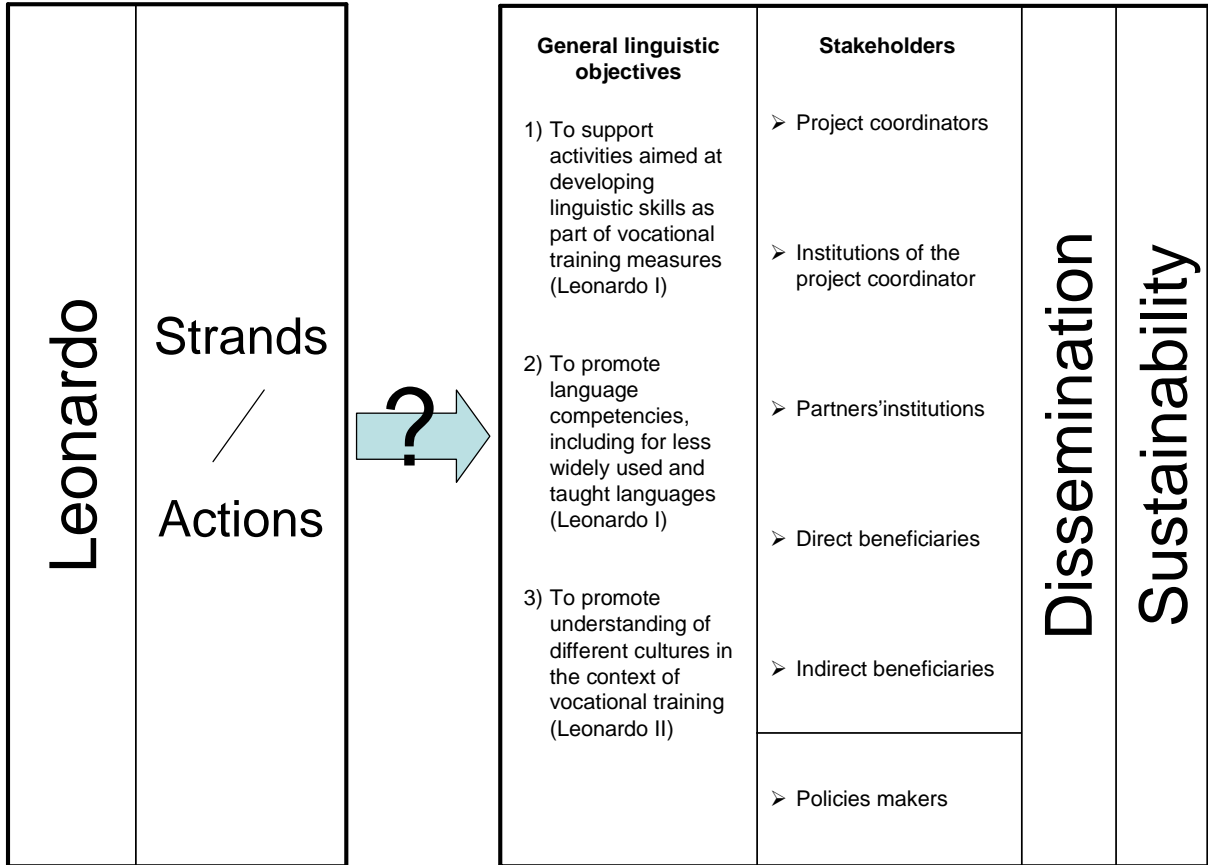 Leonardo
Strands
Actions
?
General linguistic
objectives
1) To support
activities aimed at
developing
linguistic skills as
part of vocational
training measures
(Leonardo I)
2) To promote
language
competencies,
including for less
widely used and
taught languages
(Leonardo I)
3) To promote
understanding of
different cultures in
the context of
vocational training
(Leonardo II)
Stakeholders
➢ Project coordinators
➢ Institutions of the
project coordinator
➢ Partners'institutions
➢ Direct beneficiaries
➢ Indirect beneficiaries
➢ Policies makers
Dissemination
Sustainability